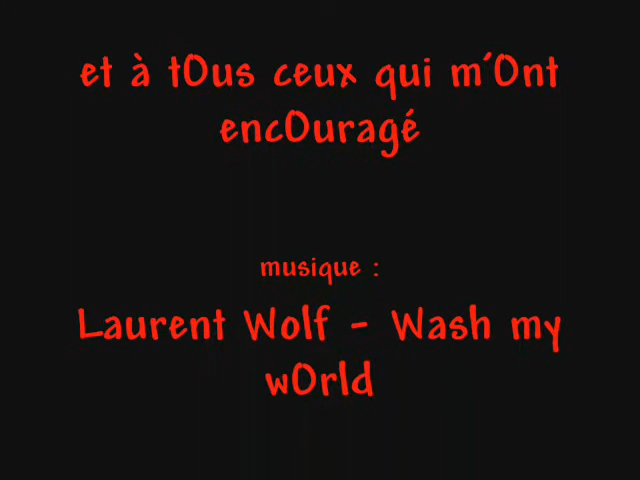 et à tOus ceux qui m'Ont
encOuragé
musique :
Laurent Wolf - Wash my
wOrld